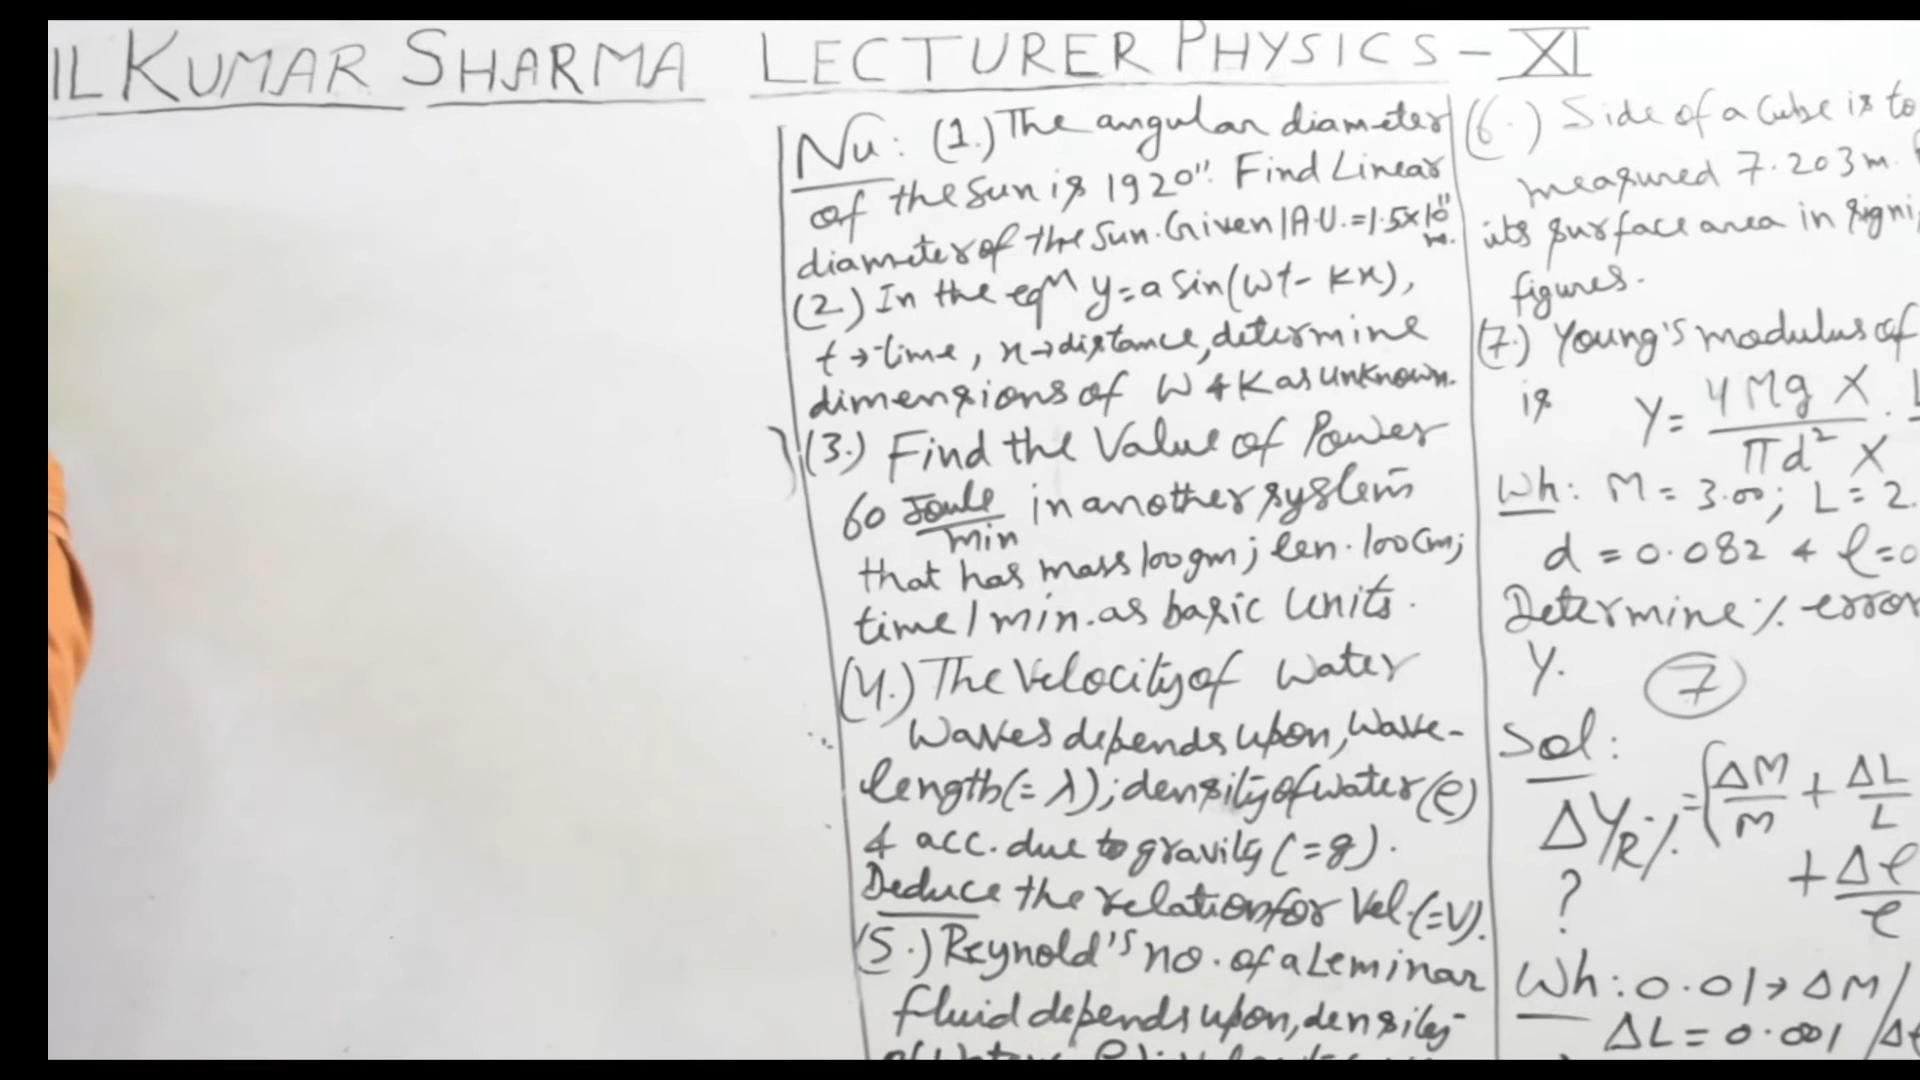 IL KUMAR SHARMA LECTURER PHYSICS - XI
Nu: (1.) The angular diameter
of the Sun is 1920". Find Linear
diameter of the Sun. Given 1 A.U. = 1.5×10¹¹ m.
(2.) In the eqn y = a Sin(ωt - Kx),
t → time, x → distance, determine
dimensions of ω & K as unknown.
(3.) Find the Value of Power
60 Joule/min in another system
that has mass 100gm; len. 100Cm;
time 1 min. as basic Units.
(4.) The Velocity of Water
Waves depends upon, Wave-
length (= λ); density of water (ρ)
& acc. due to gravity (= g).
Deduce the relation for Vel. (= V).
(5.) Reynold's no. of a Leminar
fluid depends upon, density
(6.) Side of a Cube is to
measured 7.203m.
its surface area in signi
figures.
(7.) Young's modulus of
is Y = 4MgX / πd²X .
Wh: M = 3.00; L = 2.
d = 0.082 & l = 0
Determine % error
Y. (7)
Sol:
ΔY/R % = (ΔM/M + ΔL/L
? + Δl/l
Wh: 0.01 → ΔM /
ΔL = 0.001 /